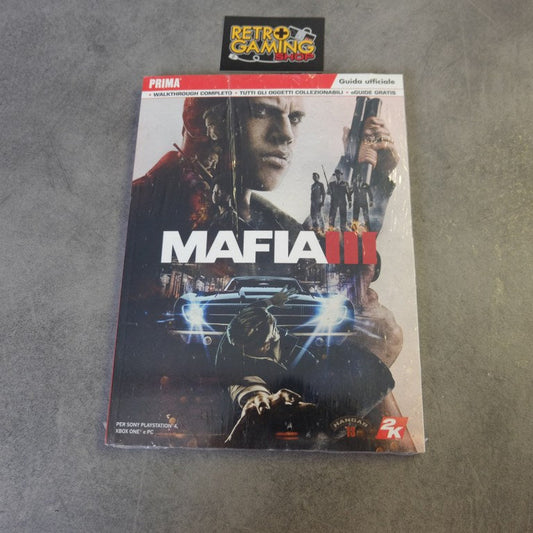 RETRO
GAMING
SHOP
PRIMA® Guida ufficiale
• WALKTHROUGH COMPLETO • TUTTI GLI OGGETTI COLLEZIONABILI • eGUIDE GRATIS
MAFIA III
PER SONY PLAYSTATION®4,
XBOX ONE® e PC
HANGAR
13
2K